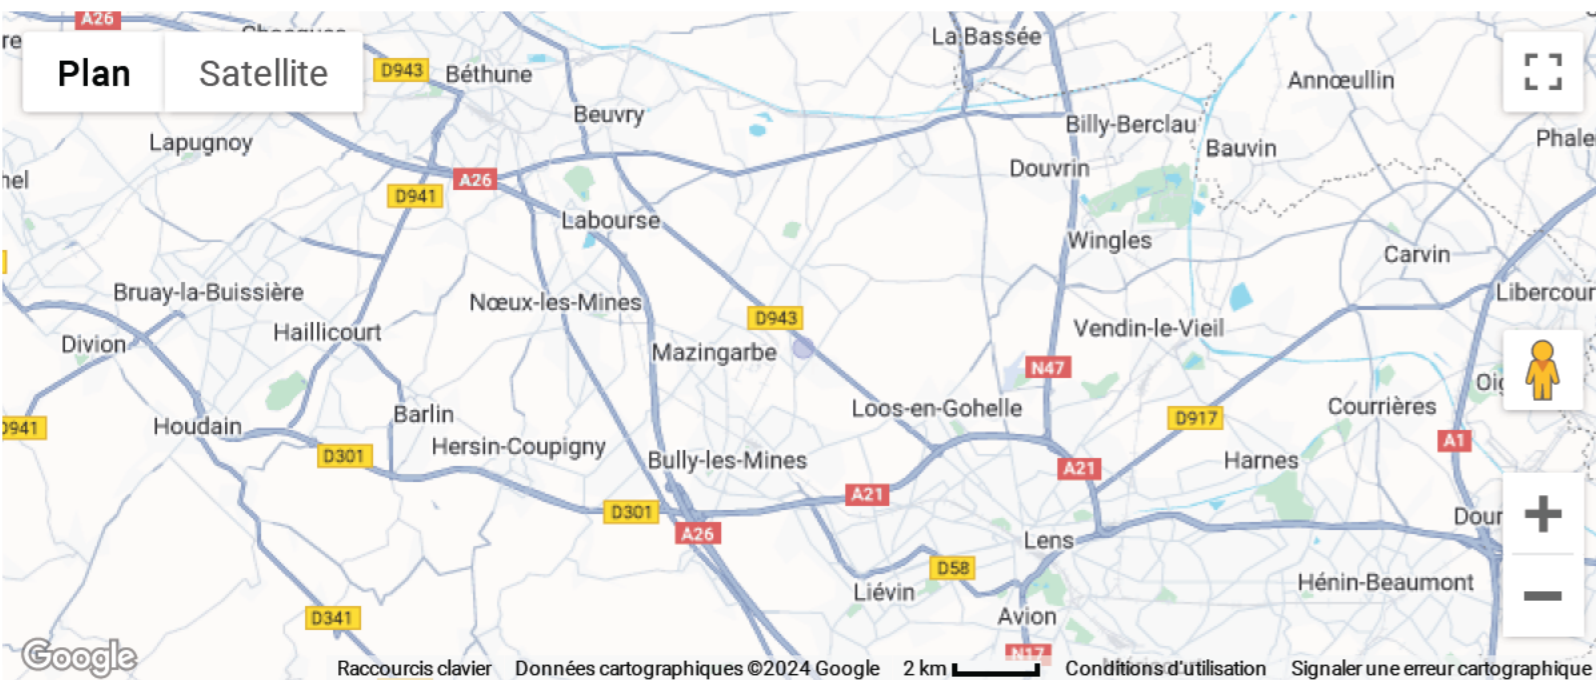 A26
La Bassée
Plan
Satellite
D943
Béthune
Annœullin
Beuvry
Billy-Berclau
Lapugnoy
Bauvin
Douvrin
A26
D941
Labourse
Wingles
Carvin
Bruay-la-Buissière
Nœux-les-Mines
D943
Vendin-le-Vieil
Haillicourt
Divion
Mazingarbe
N47
Loos-en-Gohelle
Courrières
D917
D941
Houdain
Barlin
Hersin-Coupigny
D301
Bully-les-Mines
A21
Harnes
A1
A21
D301
A26
Lens
D58
Liévin
Hénin-Beaumont
Avion
D341
N17
Google
Raccourcis clavier
Données cartographiques ©2024 Google
2 km
Conditions d'utilisation
Signaler une erreur cartographique